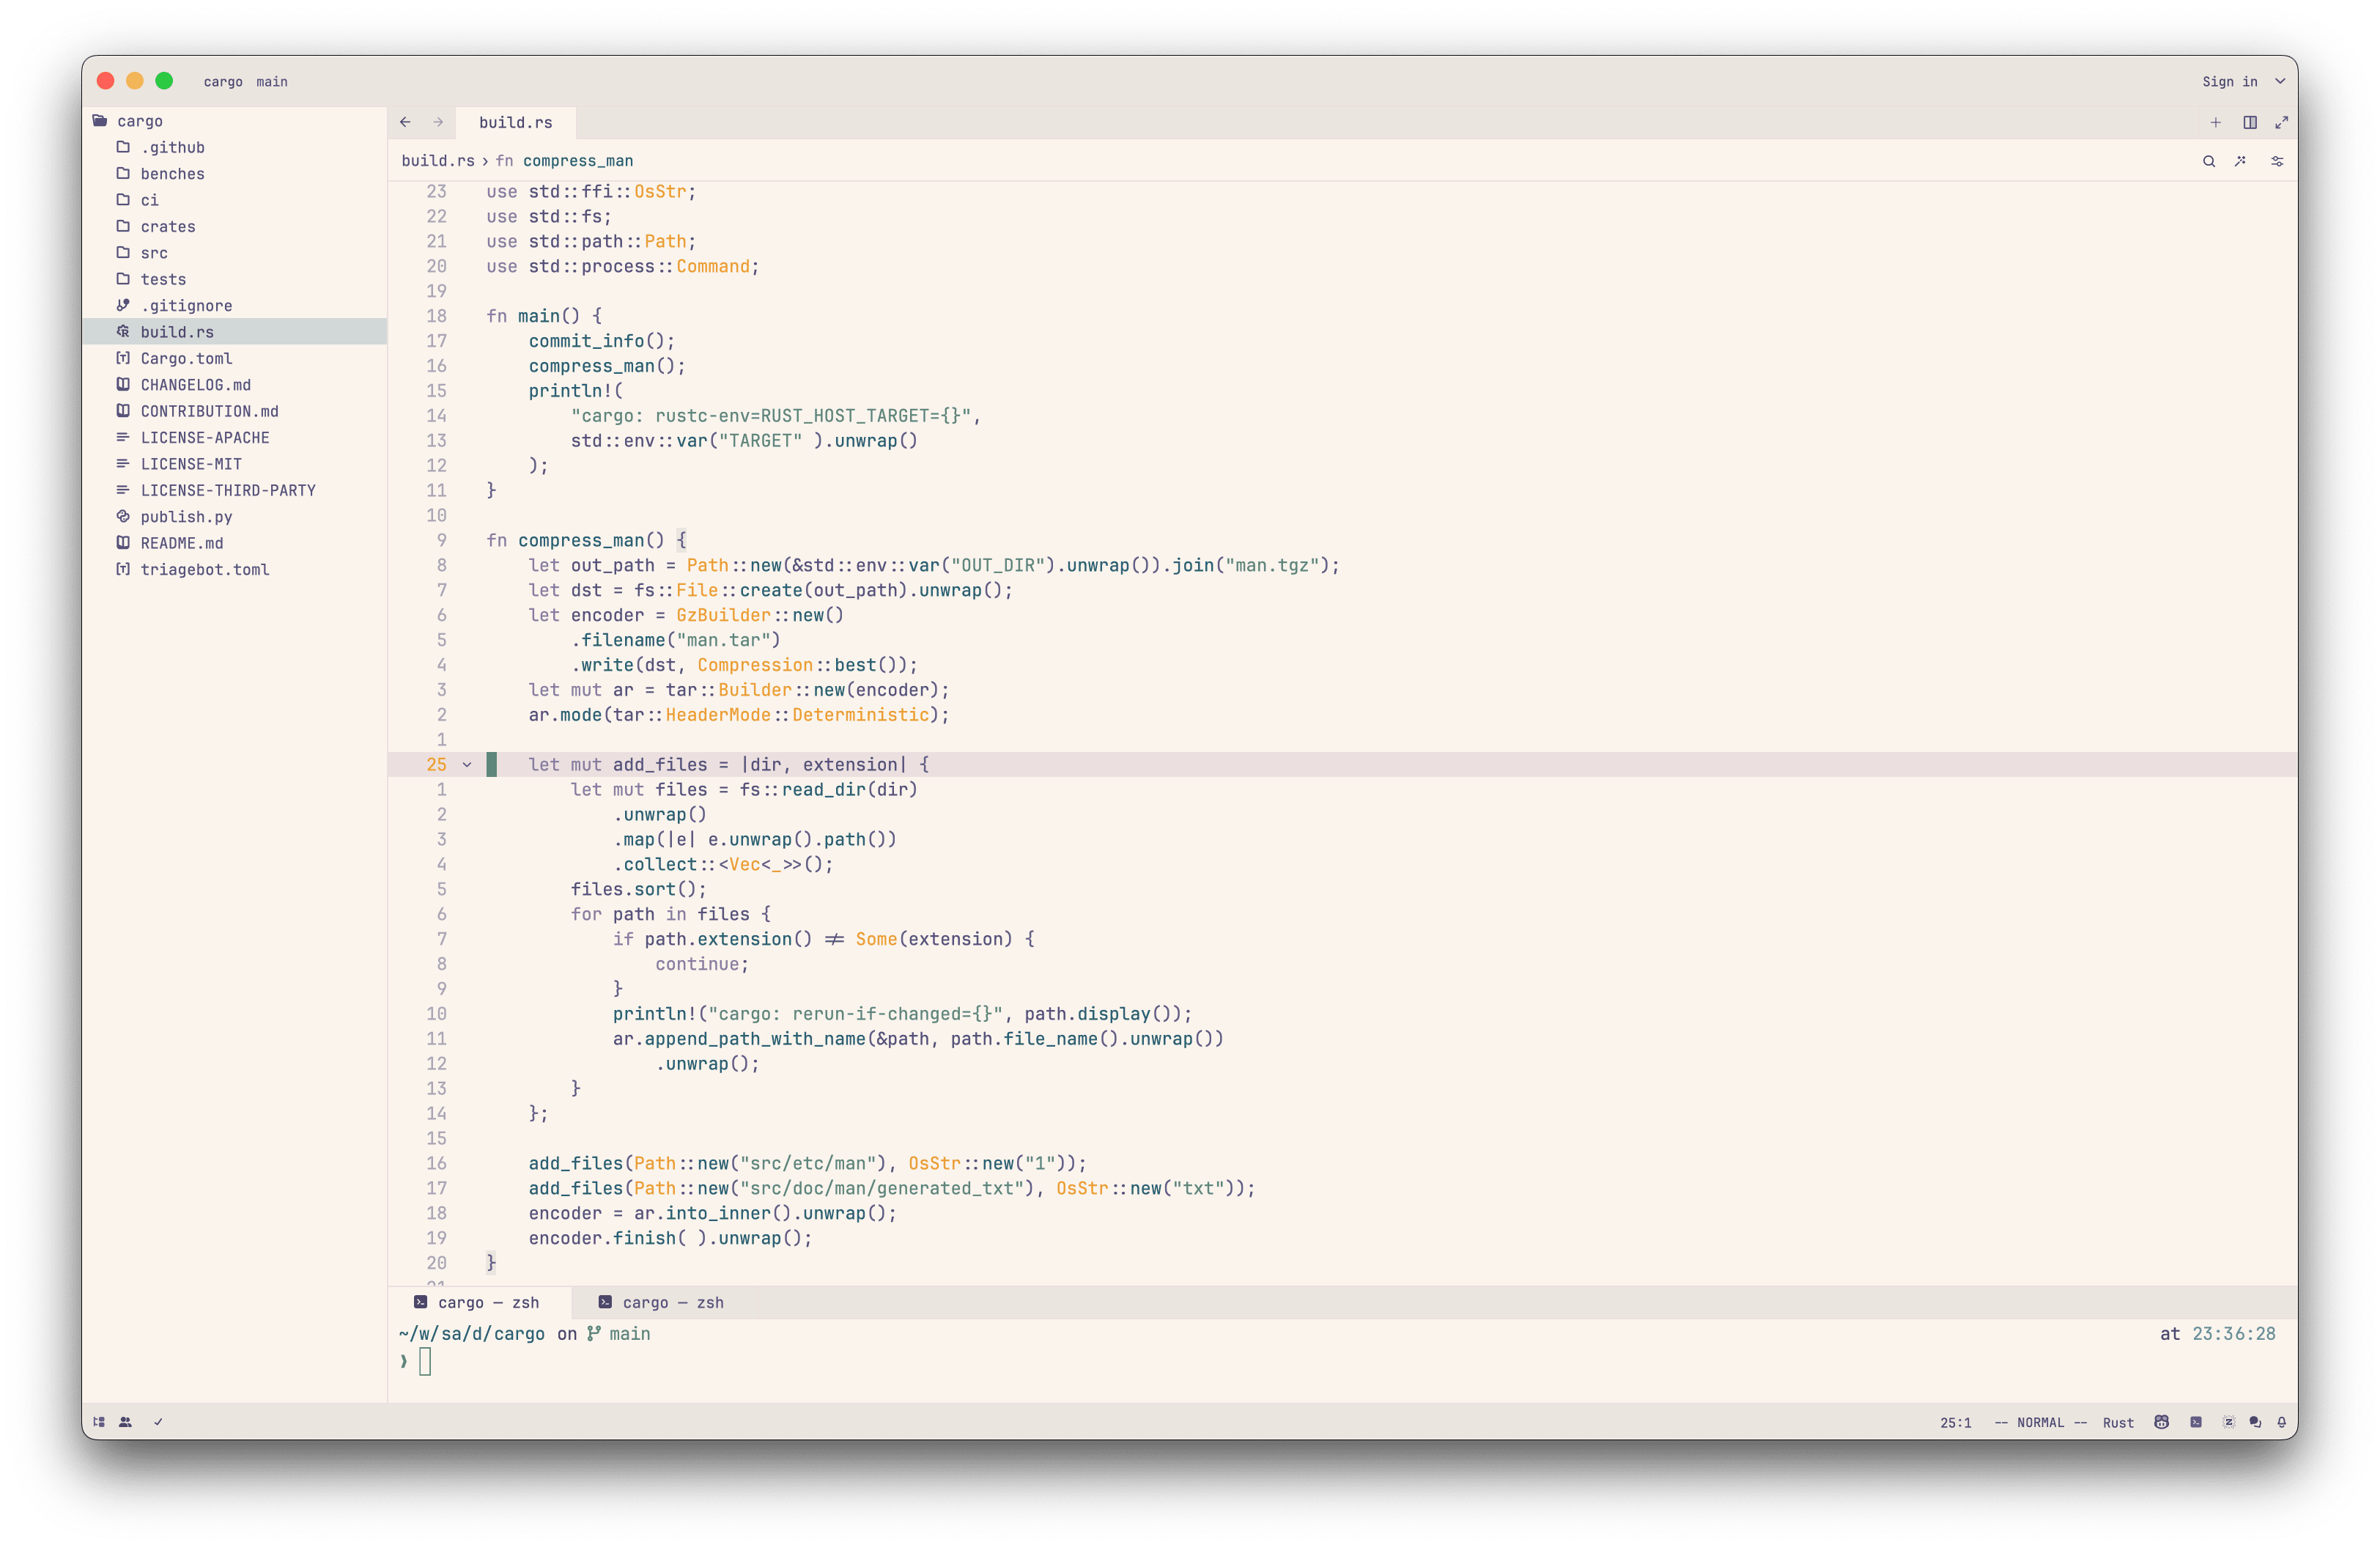 cargo main
Sign in
cargo
.github
benches
ci
crates
src
tests
.gitignore
build.rs
Cargo.toml
CHANGELOG.md
CONTRIBUTION.md
LICENSE-APACHE
LICENSE-MIT
LICENSE-THIRD-PARTY
publish.py
README.md
triagebot.toml
build.rs
build.rs › fn compress_man
23 use std::ffi::OsStr;
22 use std::fs;
21 use std::path::Path;
20 use std::process::Command;
19
18 fn main() {
17     commit_info();
16     compress_man();
15     println!(
14         "cargo: rustc-env=RUST_HOST_TARGET={}",
13         std::env::var("TARGET" ).unwrap()
12     );
11 }
10
9 fn compress_man() {
8     let out_path = Path::new(&std::env::var("OUT_DIR").unwrap()).join("man.tgz");
7     let dst = fs::File::create(out_path).unwrap();
6     let encoder = GzBuilder::new()
5         .filename("man.tar")
4         .write(dst, Compression::best());
3     let mut ar = tar::Builder::new(encoder);
2     ar.mode(tar::HeaderMode::Deterministic);
1
25     let mut add_files = |dir, extension| {
1         let mut files = fs::read_dir(dir)
2             .unwrap()
3             .map(|e| e.unwrap().path())
4             .collect::<Vec<_>>();
5         files.sort();
6         for path in files {
7             if path.extension() != Some(extension) {
8                 continue;
9             }
10             println!("cargo: rerun-if-changed={}", path.display());
11             ar.append_path_with_name(&path, path.file_name().unwrap())
12                 .unwrap();
13         }
14     };
15
16     add_files(Path::new("src/etc/man"), OsStr::new("1"));
17     add_files(Path::new("src/doc/man/generated_txt"), OsStr::new("txt"));
18     encoder = ar.into_inner().unwrap();
19     encoder.finish( ).unwrap();
20 }
21
cargo — zsh cargo — zsh
~/w/sa/d/cargo on main at 23:36:28
❯
25:1 -- NORMAL -- Rust